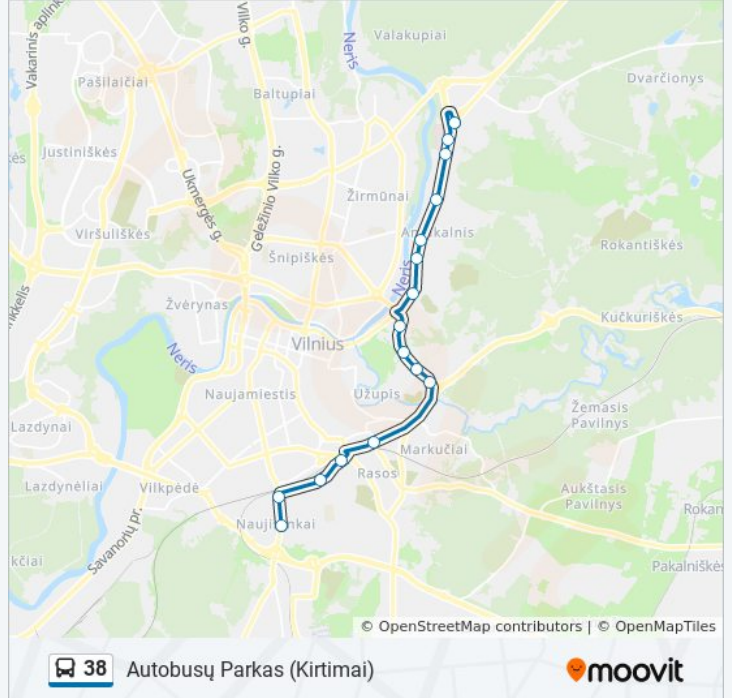 Vakarinis aplink
Vilko g.
Neris
Valakupiai
Pašilaičiai
Baltupiai
Dvarčionys
Justiniškės
Ukmergės g.
Geležinio Vilko g.
Žirmūnai
Viršuliškės
Šnipiškės
Rokantiškės
Neris
Žvėrynas
Kučkuriškės
Vilnius
Neris
Naujamiestis
Užupis
Žemasis
Pavilnys
Lazdynai
Markučiai
Rasos
Lazdynėliai
Vilkpėdė
Aukštasis
Pavilnys
Savanorių pr.
Pakalniškės
© OpenStreetMap contributors | © OpenMapTiles
38 Autobusų Parkas (Kirtimai)
moovit